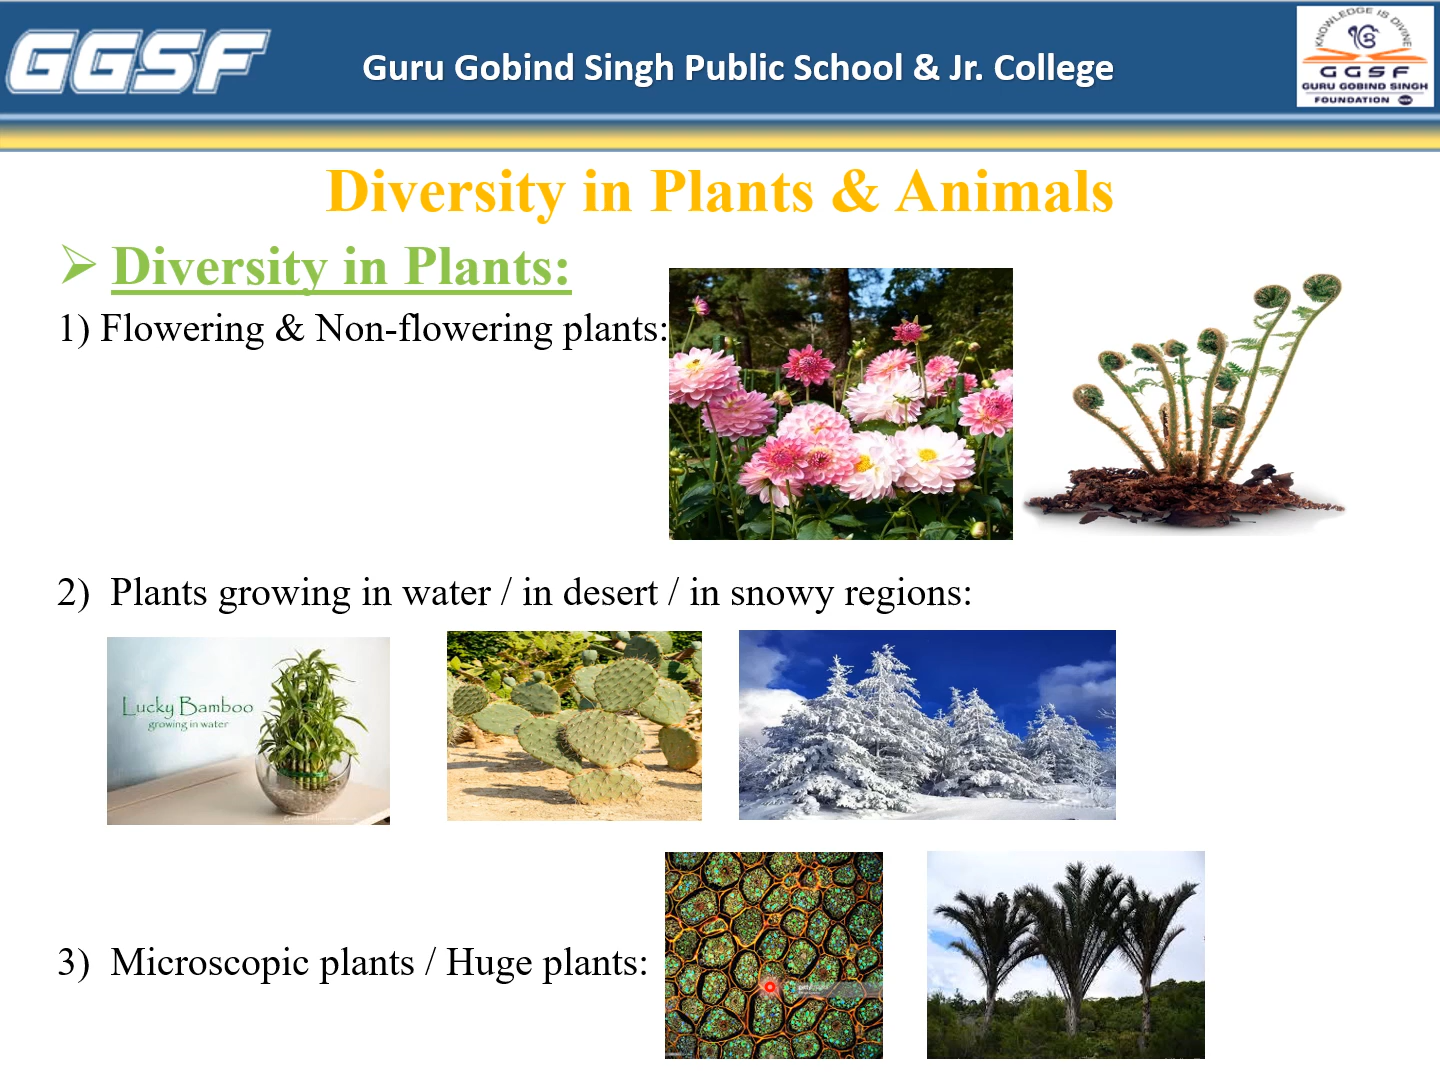 GGSF
Guru Gobind Singh Public School & Jr. College
KNOWLEDGE IS DIVINE
GGSF
GURU GOBIND SINGH
FOUNDATION
Diversity in Plants & Animals
Diversity in Plants:
1) Flowering & Non-flowering plants:
2) Plants growing in water / in desert / in snowy regions:
Lucky Bamboo
growing in water
3) Microscopic plants / Huge plants: